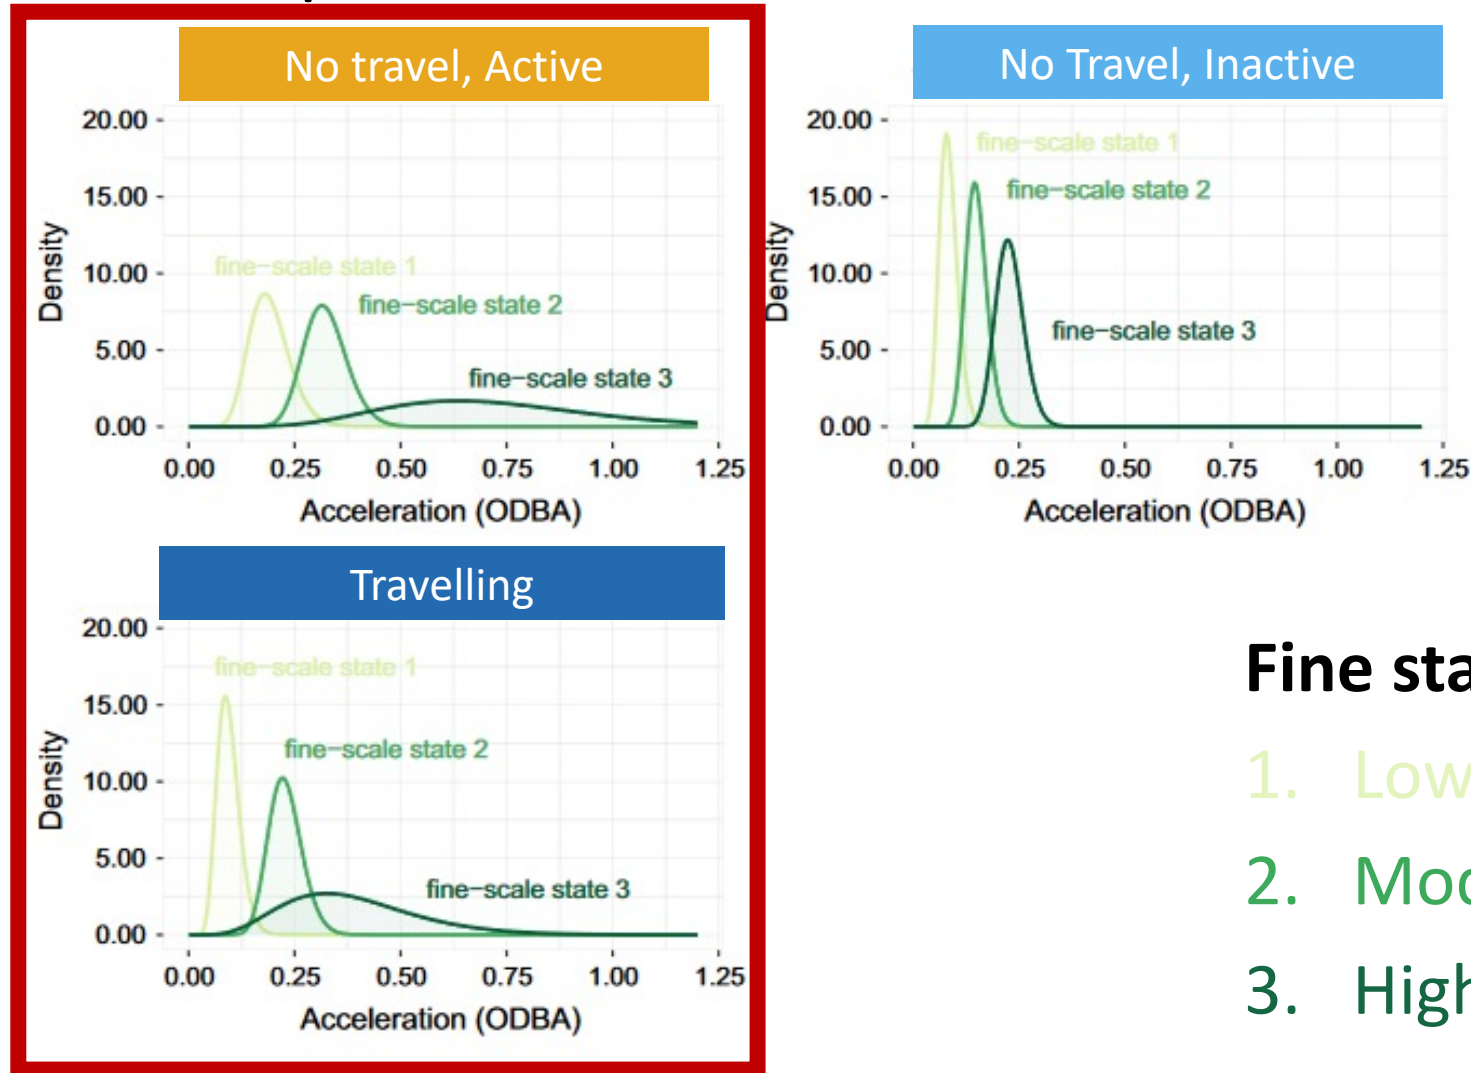 No travel, Active
20.00
15.00
10.00
5.00
0.00
Density
fine-scale state 1
fine-scale state 2
fine-scale state 3
0.00 0.25 0.50 0.75 1.00 1.25
Acceleration (ODBA)
No Travel, Inactive
20.00
15.00
10.00
5.00
0.00
Density
fine-scale state 1
fine-scale state 2
fine-scale state 3
0.00 0.25 0.50 0.75 1.00 1.25
Acceleration (ODBA)
Travelling
20.00
15.00
10.00
5.00
0.00
Density
fine-scale state 1
fine-scale state 2
fine-scale state 3
0.00 0.25 0.50 0.75 1.00 1.25
Acceleration (ODBA)
Fine
1. Low
2.
3. High